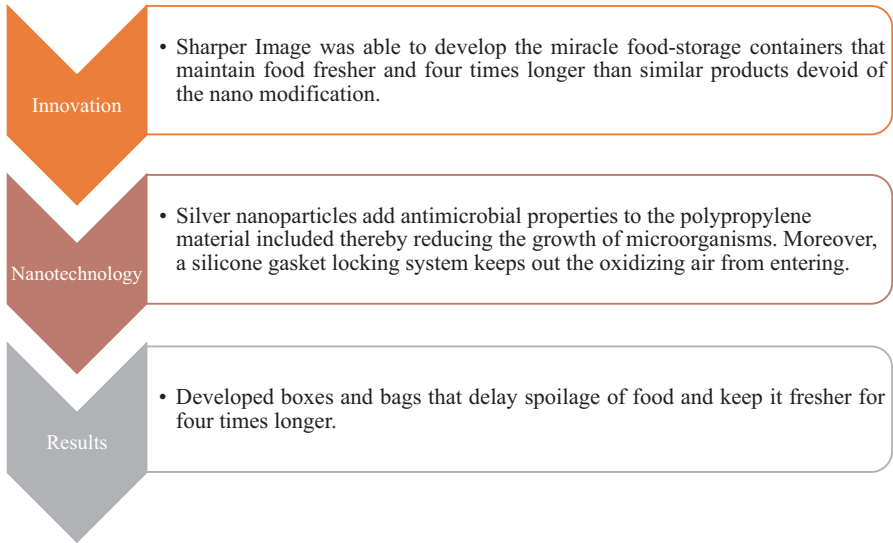 Innovation
• Sharper Image was able to develop the miracle food-storage containers that
maintain food fresher and four times longer than similar products devoid of
the nano modification.
Nanotechnology
• Silver nanoparticles add antimicrobial properties to the polypropylene
material included thereby reducing the growth of microorganisms. Moreover,
a silicone gasket locking system keeps out the oxidizing air from entering.
Results
• Developed boxes and bags that delay spoilage of food and keep it fresher for
four times longer.